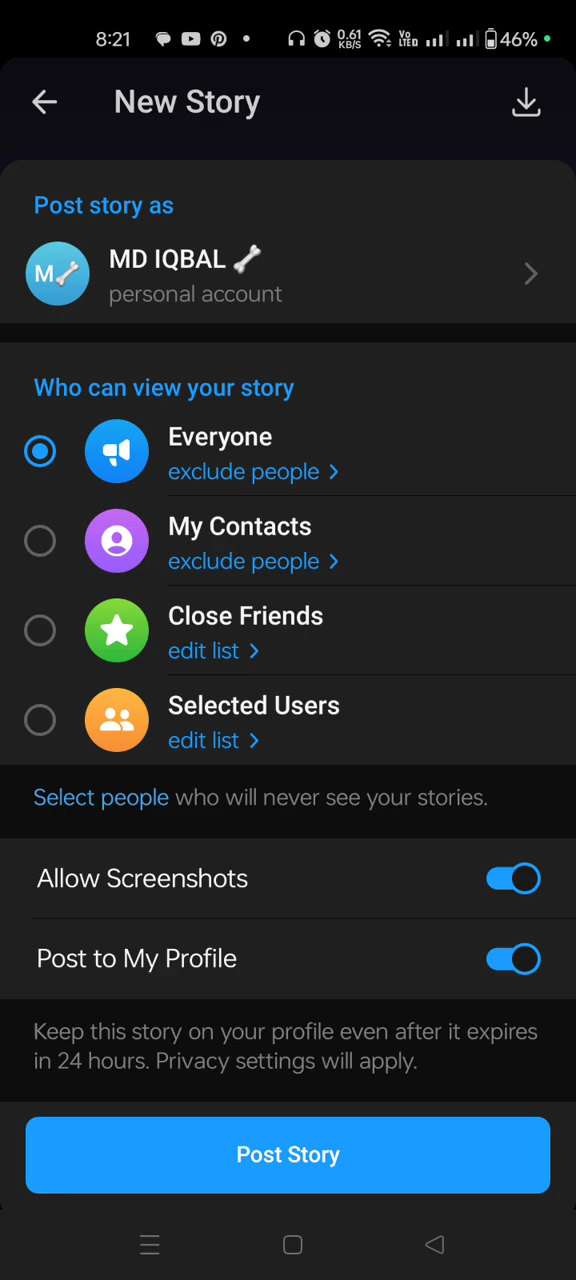 8:21 0.61 KB/S Vo LTED 46%
New Story
Post story as
M🦴 MD IQBAL 🦴
personal account
Who can view your story
Everyone
exclude people >
My Contacts
exclude people >
Close Friends
edit list >
Selected Users
edit list >
Select people who will never see your stories.
Allow Screenshots
Post to My Profile
Keep this story on your profile even after it expires
in 24 hours. Privacy settings will apply.
Post Story